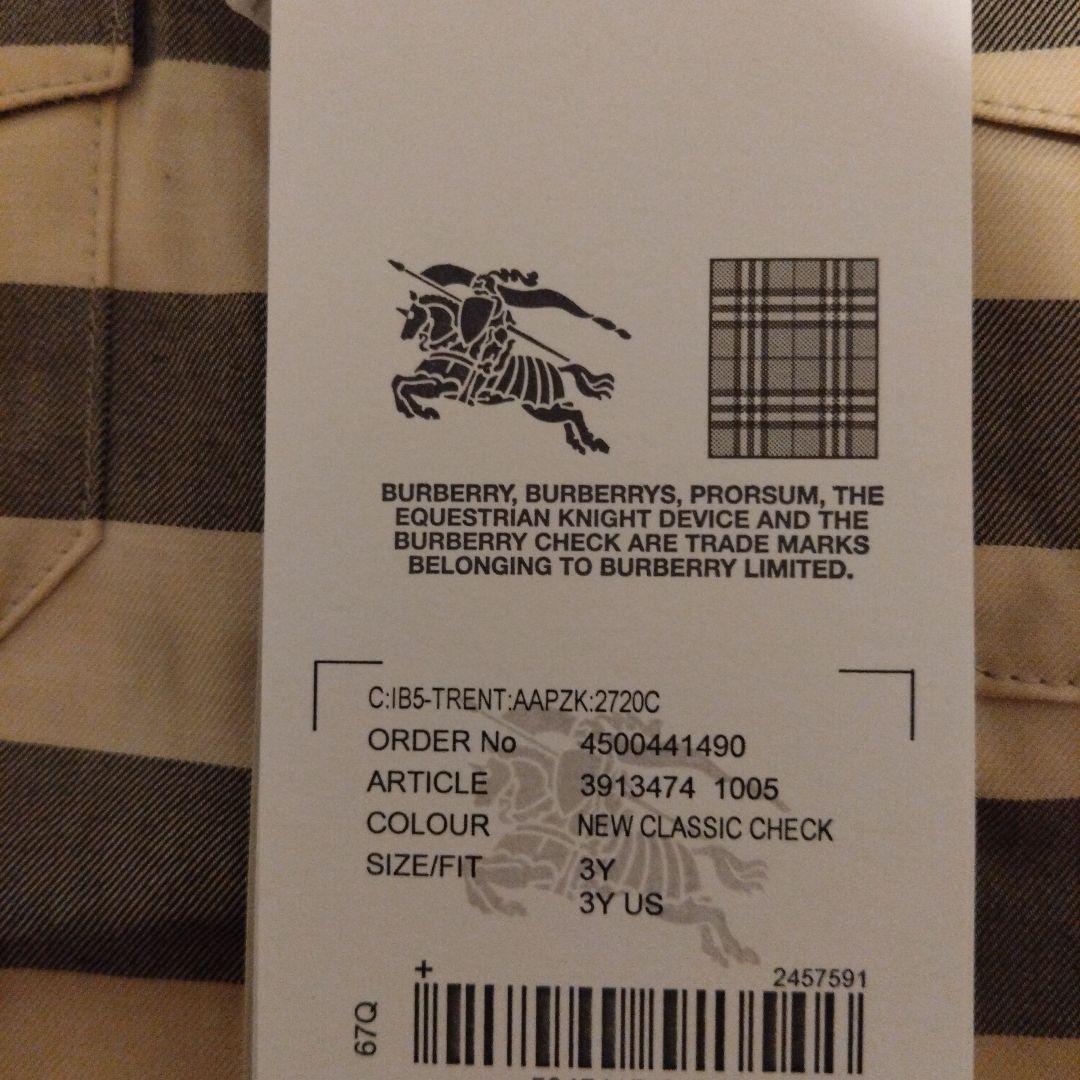 BURBERRY, BURBERRYS, PRORSUM, THE
EQUESTRIAN KNIGHT DEVICE AND THE
BURBERRY CHECK ARE TRADE MARKS
BELONGING TO BURBERRY LIMITED.
C:IB5-TRENT:AAPZK:2720C
ORDER No 4500441490
ARTICLE 3913474 1005
COLOUR NEW CLASSIC CHECK
SIZE/FIT 3Y
3Y US
+ 2457591
67Q